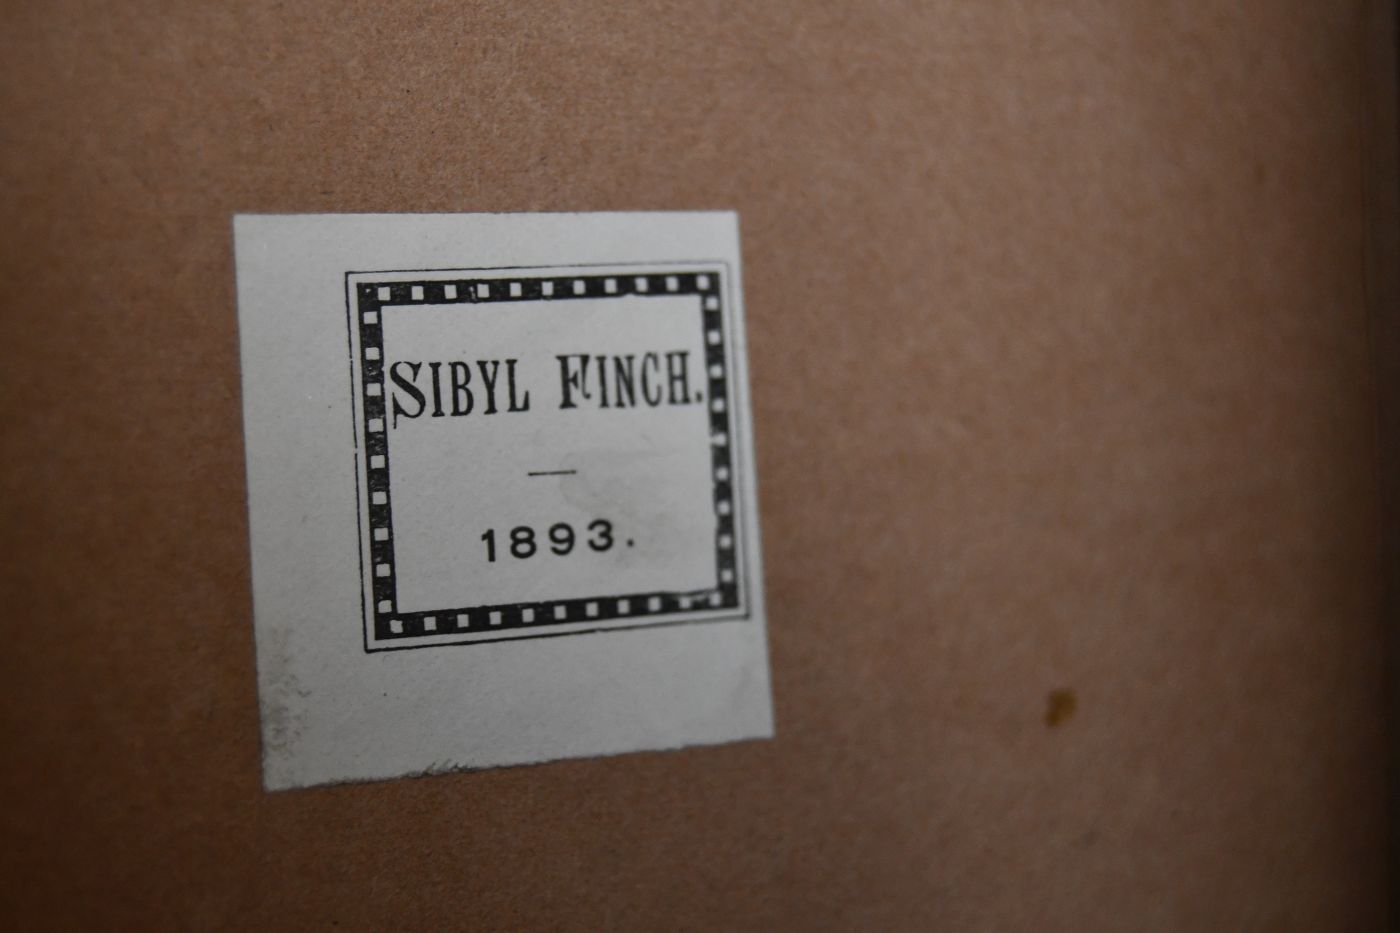 SIBYL FINCH.
—
1893.